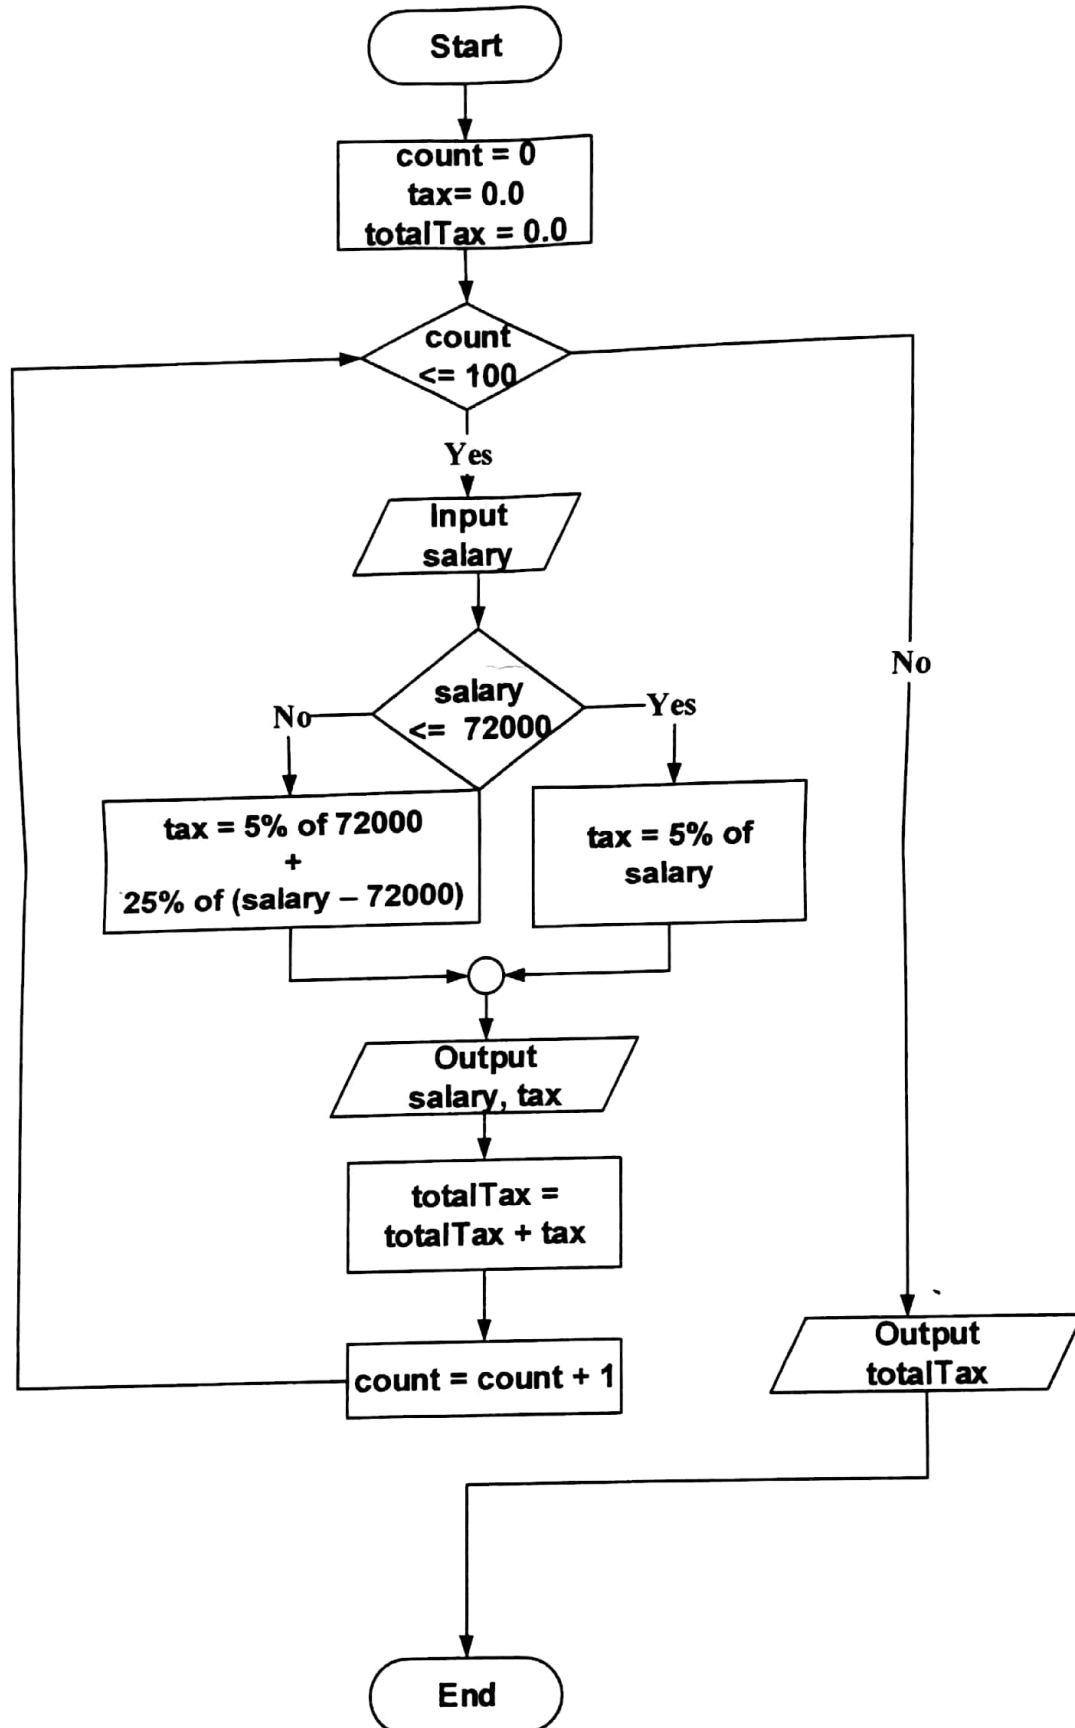 Start
count = 0
tax= 0.0
totalTax = 0.0
count
<= 100
Yes
Input
salary
No
salary
<= 72000
No
Yes
tax = 5% of 72000
+
25% of (salary – 72000)
tax = 5% of
salary
Output
salary, tax
totalTax =
totalTax + tax
count = count + 1
Output
totalTax
End